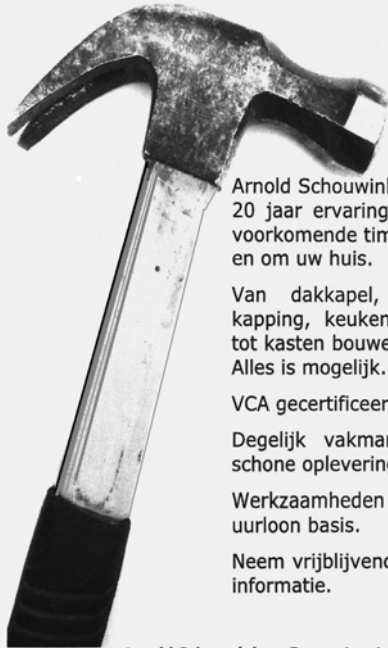 Arnold Schouwink
20 jaar ervaring
voorkomende tim
en om uw huis.
Van dakkapel,
kapping, keuken
tot kasten bouwe
Alles is mogelijk.
VCA gecertificeer
Degelijk vakmar
schone oplevering
Werkzaamheden
uurloon basis.
Neem vrijblijvend
informatie.